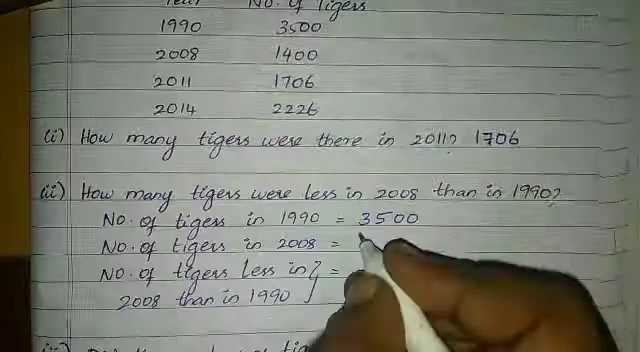 Year No. of Tigers
1990 3500
2008 1400
2011 1706
2014 2226
(i) How many tigers were there in 2011? 1706
(ii) How many tigers were less in 2008 than in 1990?
No. of tigers in 1990 = 3500
No. of tigers in 2008 =
No. of tigers less in } =
2008 than in 1990